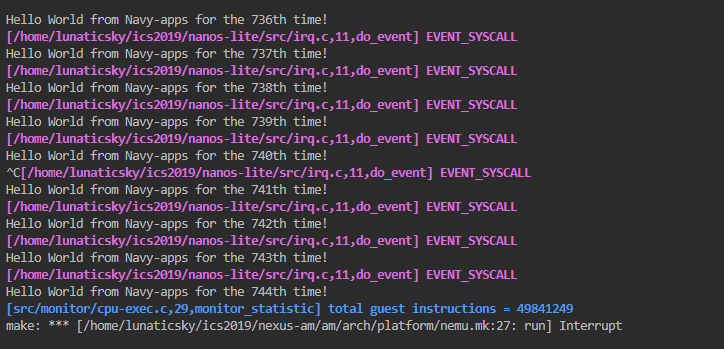 Hello World from Navy-apps for the 736th time!
[/home/lunaticsky/ics2019/nanos-lite/src/irq.c,11,do_event] EVENT_SYSCALL
Hello World from Navy-apps for the 737th time!
[/home/lunaticsky/ics2019/nanos-lite/src/irq.c,11,do_event] EVENT_SYSCALL
Hello World from Navy-apps for the 738th time!
[/home/lunaticsky/ics2019/nanos-lite/src/irq.c,11,do_event] EVENT_SYSCALL
Hello World from Navy-apps for the 739th time!
[/home/lunaticsky/ics2019/nanos-lite/src/irq.c,11,do_event] EVENT_SYSCALL
Hello World from Navy-apps for the 740th time!
^C[/home/lunaticsky/ics2019/nanos-lite/src/irq.c,11,do_event] EVENT_SYSCALL
Hello World from Navy-apps for the 741th time!
[/home/lunaticsky/ics2019/nanos-lite/src/irq.c,11,do_event] EVENT_SYSCALL
Hello World from Navy-apps for the 742th time!
[/home/lunaticsky/ics2019/nanos-lite/src/irq.c,11,do_event] EVENT_SYSCALL
Hello World from Navy-apps for the 743th time!
[/home/lunaticsky/ics2019/nanos-lite/src/irq.c,11,do_event] EVENT_SYSCALL
Hello World from Navy-apps for the 744th time!
[src/monitor/cpu-exec.c,29,monitor_statistic] total guest instructions = 49841249
make: *** [/home/lunaticsky/ics2019/nexus-am/am/arch/platform/nemu.mk:27: run] Interrupt